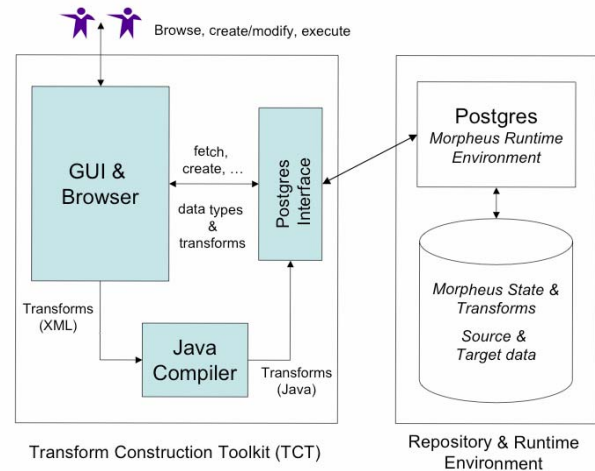 Browse, create/modify, execute
GUI &
Browser
fetch,
create, ...
data types
&
transforms
Postgres
Interface
Transforms
(XML)
Java
Compiler
Transforms
(Java)
Transform Construction Toolkit (TCT)
Postgres
Morpheus Runtime
Environment
Morpheus State &
Transforms
Source &
Target data
Repository & Runtime
Environment